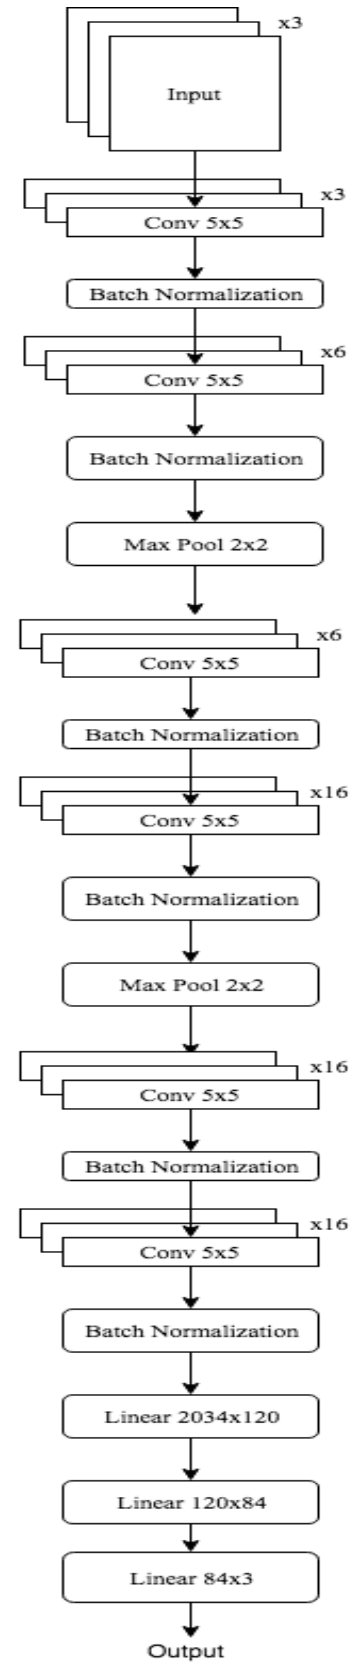 x3
Input
x3
Conv 5x5
Batch Normalization
x6
Conv 5x5
Batch Normalization
Max Pool 2x2
x6
Conv 5x5
Batch Normalization
x16
Conv 5x5
Batch Normalization
Max Pool 2x2
x16
Conv 5x5
Batch Normalization
x16
Conv 5x5
Batch Normalization
Linear 2034x120
Linear 120x84
Linear 84x3
Output